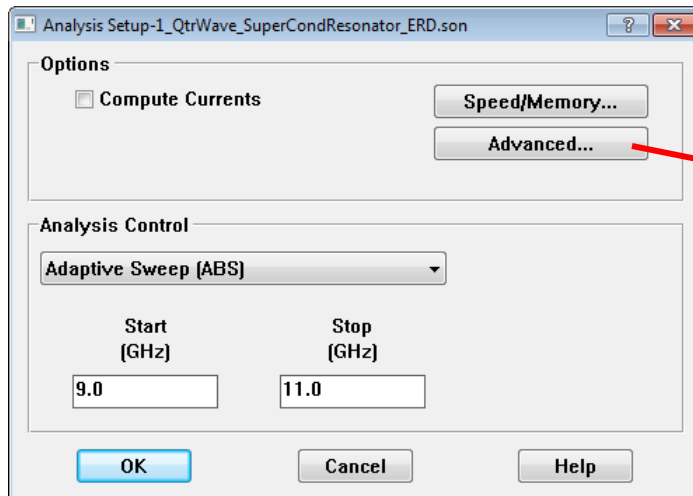 Analysis Setup-1_QtrWave_SuperCondResonator_ERD.son
?
Options
Compute Currents
Speed/Memory...
Advanced...
Analysis Control
Adaptive Sweep (ABS)
Start
(GHz)
Stop
(GHz)
9.0
11.0
OK
Cancel
Help